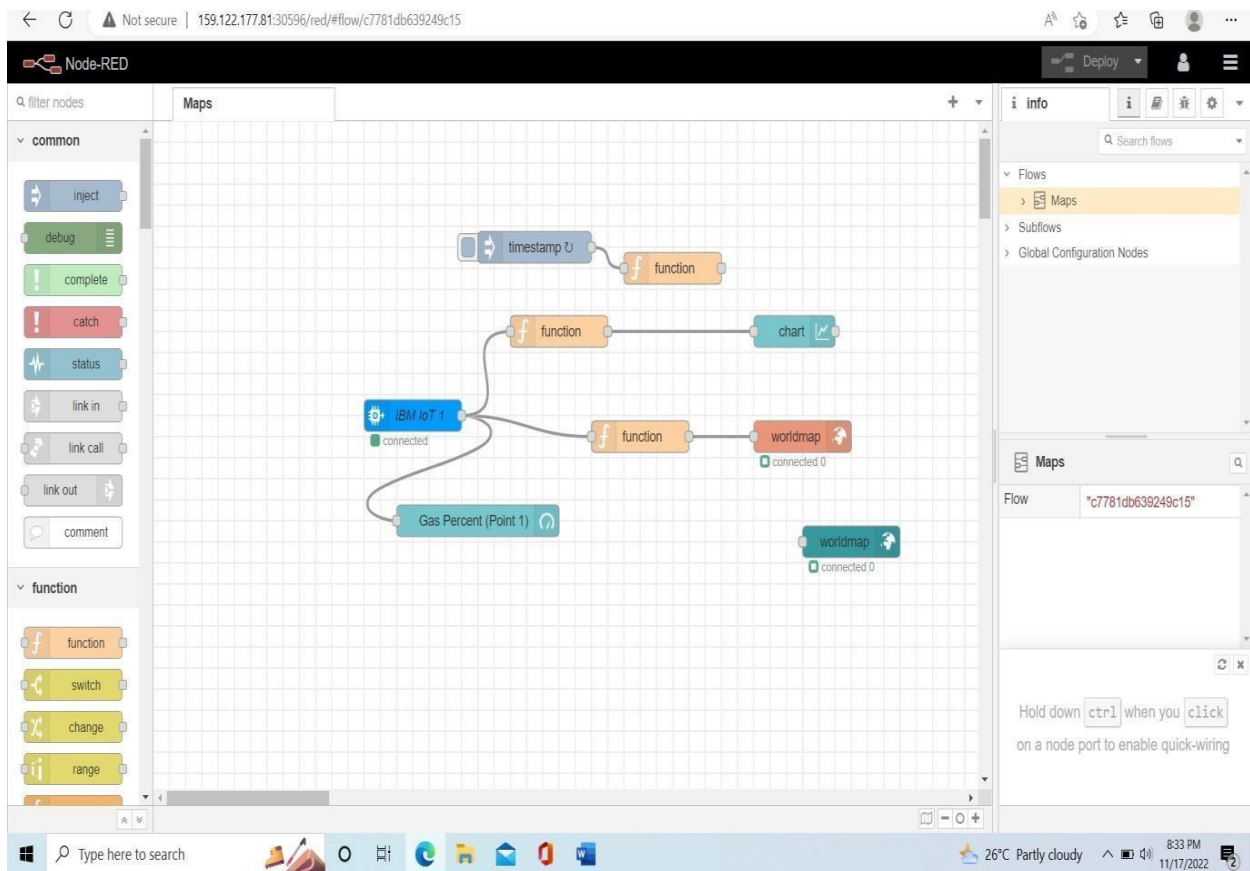 Not secure | 159.122.177.81:30596/red/#flow/c7781db639249c15
Node-RED
Deploy
filter nodes
Maps
i info
i
Search flows
common
inject
debug
complete
catch
status
link in
link call
link out
comment
function
function
switch
change
range
timestamp ↻
function
function
chart
IBM IoT 1
connected
function
worldmap
connected 0
Gas Percent (Point 1)
worldmap
connected 0
Flows
Maps
Subflows
Global Configuration Nodes
Maps
Flow "c7781db639249c15"
Hold down ctrl when you click
on a node port to enable quick-wiring
Type here to search
26°C Partly cloudy
8:33 PM
11/17/2022
2